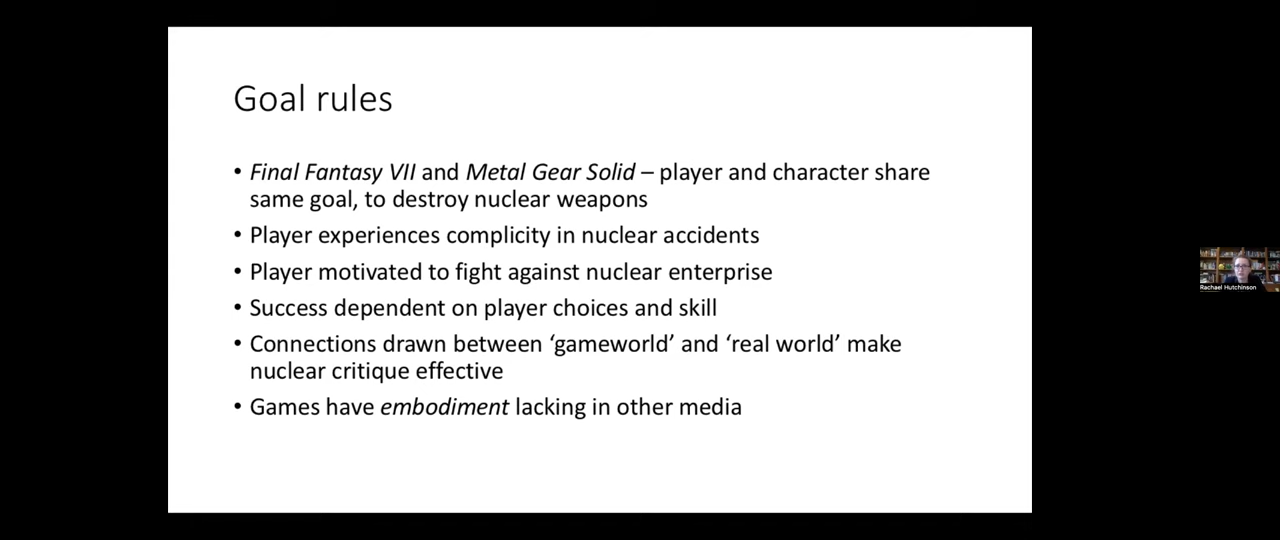 Goal rules
• Final Fantasy VII and Metal Gear Solid – player and character share
same goal, to destroy nuclear weapons
• Player experiences complicity in nuclear accidents
• Player motivated to fight against nuclear enterprise
• Success dependent on player choices and skill
• Connections drawn between ‘gameworld’ and ‘real world’ make
nuclear critique effective
• Games have embodiment lacking in other media
Rachael Hutchinson